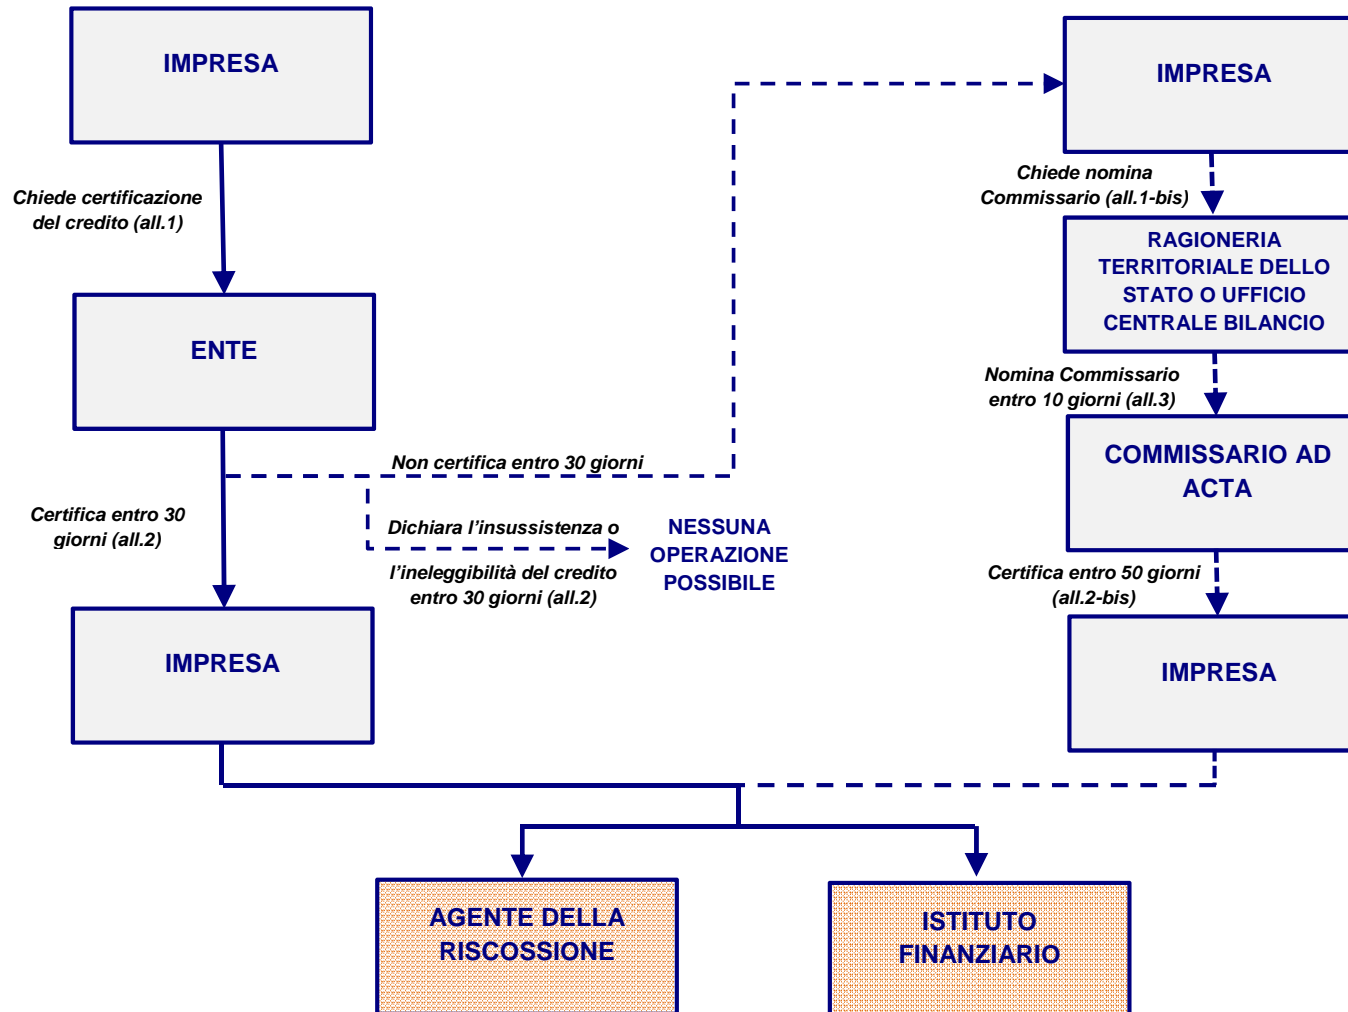 IMPRESA
Chiede certificazione
del credito (all.1)
ENTE
Non certifica entro 30 giorni
Certifica entro 30
giorni (all.2)
Dichiara l'insussistenza o
l'ineleggibilità del credito
entro 30 giorni (all.2)
NESSUNA
OPERAZIONE
POSSIBILE
IMPRESA
IMPRESA
Chiede nomina
Commissario (all.1-bis)
RAGIONERIA
TERRITORIALE DELLO
STATO O UFFICIO
CENTRALE BILANCIO
Nomina Commissario
entro 10 giorni (all.3)
COMMISSARIO AD
ACTA
Certifica entro 50 giorni
(all.2-bis)
IMPRESA
AGENTE DELLA
RISCOSSIONE
ISTITUTO
FINANZIARIO